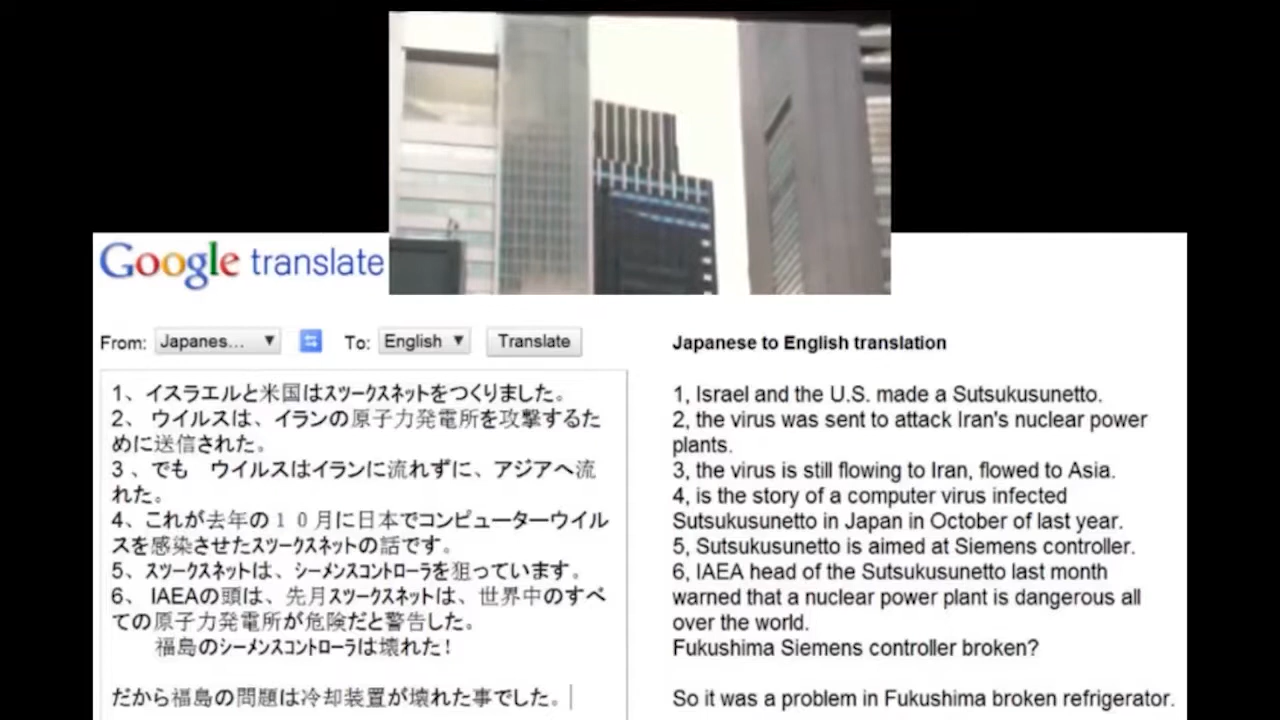 Google translate
From: Japanes... To: English Translate
1、イスラエルと米国はｽﾂｰｸｽﾈｯﾄをつくりました。
2、 ウイルスは、イランの原子力発電所を攻撃するた
めに送信された。
３、でも　ウイルスはイランに流れずに、アジアへ流
れた。
4、これが去年の１０月に日本でコンピューターウイル
スを感染させたｽﾂｰｸｽﾈｯﾄの話です。
5、ｽﾂｰｸｽﾈｯﾄは、ｼｰﾒﾝｽｺﾝﾄﾛｰﾗを狙っています。
6、 IAEAの頭は、先月ｽﾂｰｸｽﾈｯﾄは、世界中のすべ
ての原子力発電所が危険だと警告した。
福島のｼｰﾒﾝｽｺﾝﾄﾛｰﾗは壊れた！
だから福島の問題は冷却装置が壊れた事でした。
Japanese to English translation
1, Israel and the U.S. made a Sutsukusunetto.
2, the virus was sent to attack Iran's nuclear power
plants.
3, the virus is still flowing to Iran, flowed to Asia.
4, is the story of a computer virus infected
Sutsukusunetto in Japan in October of last year.
5, Sutsukusunetto is aimed at Siemens controller.
6, IAEA head of the Sutsukusunetto last month
warned that a nuclear power plant is dangerous all
over the world.
Fukushima Siemens controller broken?
So it was a problem in Fukushima broken refrigerator.